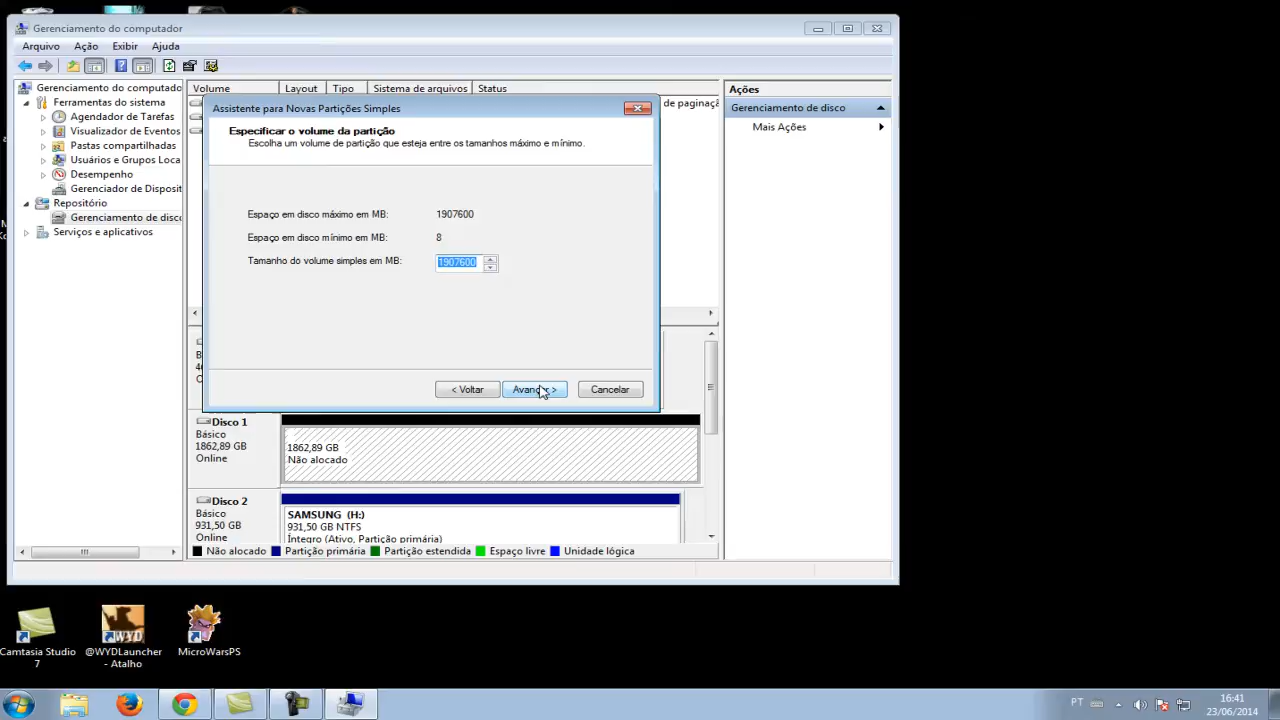 Gerenciamento do computador
Arquivo Ação Exibir Ajuda
Gerenciamento do computado
Ferramentas do sistema
Agendador de Tarefas
Visualizador de Eventos
Pastas compartilhadas
Usuários e Grupos Loca
Desempenho
Gerenciador de Disposit
Repositório
Gerenciamento de disc
Serviços e aplicativos
Volume Layout Tipo Sistema de arquivos Status
de paginaçã
Assistente para Novas Partições Simples
Especificar o volume da partição
Escolha um volume de partição que esteja entre os tamanhos máximo e mínimo.
Espaço em disco máximo em MB: 1907600
Espaço em disco mínimo em MB: 8
Tamanho do volume simples em MB: 1907600
< Voltar Avançar > Cancelar
Ações
Gerenciamento de disco
Mais Ações
Disco 1
Básico
1862,89 GB
Online
1862,89 GB
Não alocado
Disco 2
Básico
931,50 GB
Online
SAMSUNG (H:)
931,50 GB NTFS
Íntegro (Ativo, Partição primária)
Não alocado Partição primária Partição estendida Espaço livre Unidade lógica
Camtasia Studio
7
@WYDLauncher
- Atalho
MicroWarsPS
PT
16:41
23/06/2014